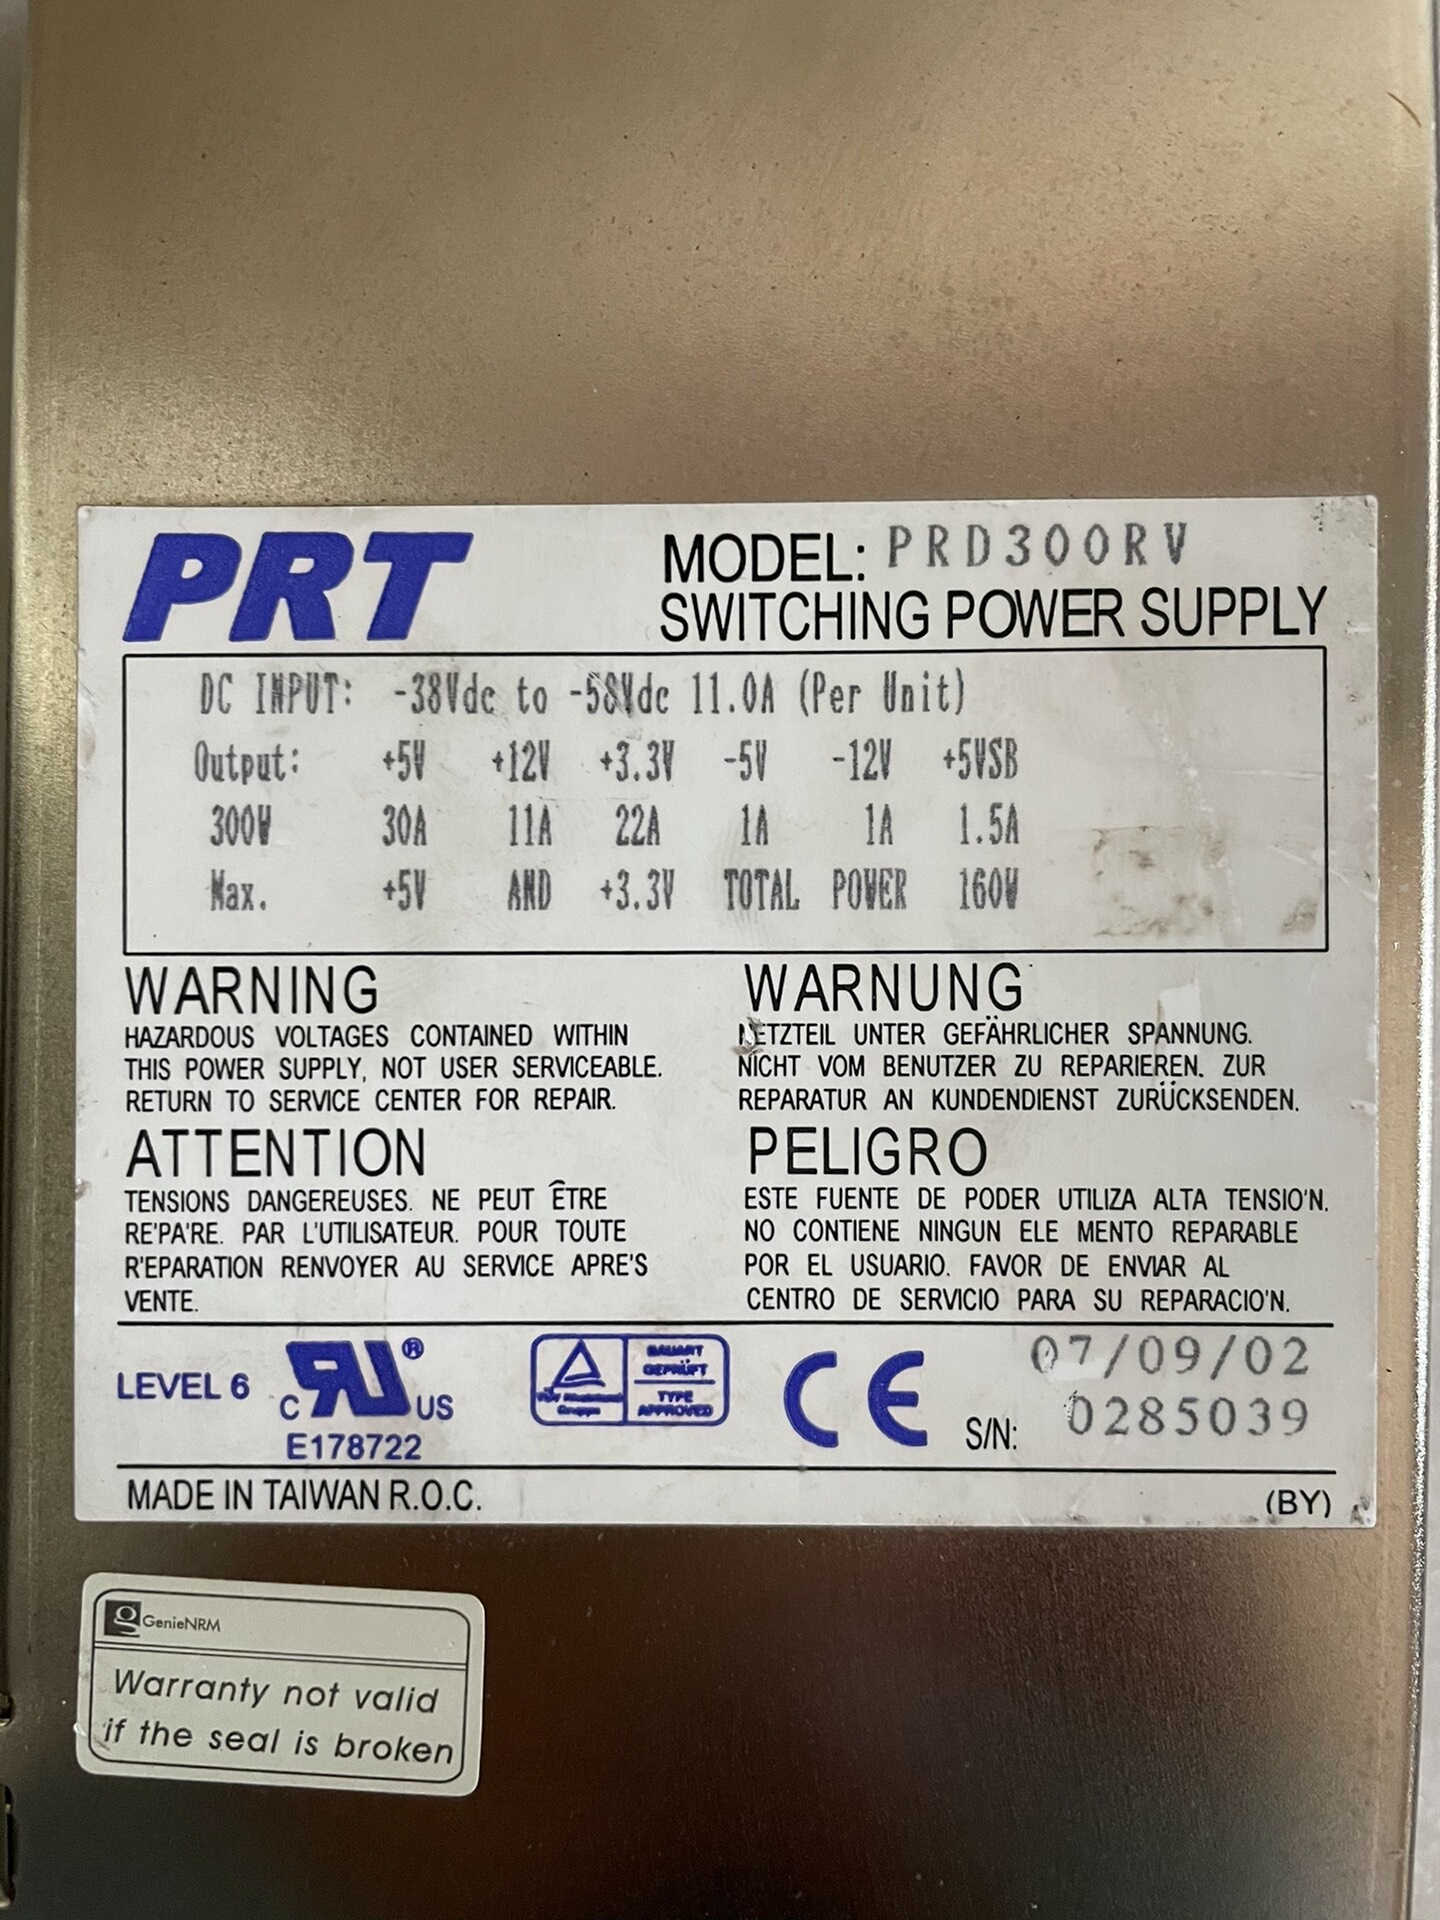 PRT
MODEL: PRD300RV
SWITCHING POWER SUPPLY
DC INPUT: -38Vdc to -58Vdc 11.0A (Per Unit)
Output: +5V +12V +3.3V -5V -12V +5VSB
300W 30A 11A 22A 1A 1A 1.5A
Max. +5V AND +3.3V TOTAL POWER 160W
WARNING
HAZARDOUS VOLTAGES CONTAINED WITHIN
THIS POWER SUPPLY, NOT USER SERVICEABLE.
RETURN TO SERVICE CENTER FOR REPAIR.
WARNUNG
NETZTEIL UNTER GEFÄHRLICHER SPANNUNG.
NICHT VOM BENUTZER ZU REPARIEREN. ZUR
REPARATUR AN KUNDENDIENST ZURÜCKSENDEN.
ATTENTION
TENSIONS DANGEREUSES. NE PEUT ÊTRE
RE'PA'RE. PAR L'UTILISATEUR. POUR TOUTE
R'EPARATION RENVOYER AU SERVICE APRE'S
VENTE.
PELIGRO
ESTE FUENTE DE PODER UTILIZA ALTA TENSIO'N.
NO CONTIENE NINGUN ELE MENTO REPARABLE
POR EL USUARIO. FAVOR DE ENVIAR AL
CENTRO DE SERVICIO PARA SU REPARACIO'N.
LEVEL 6
C RU ® US
E178722
BAUART
GEPRÜFT
TYPE
APPROVED
CE
07/09/02
S/N: 0285039
MADE IN TAIWAN R.O.C.
(BY)
g GenieNRM
Warranty not valid
if the seal is broken